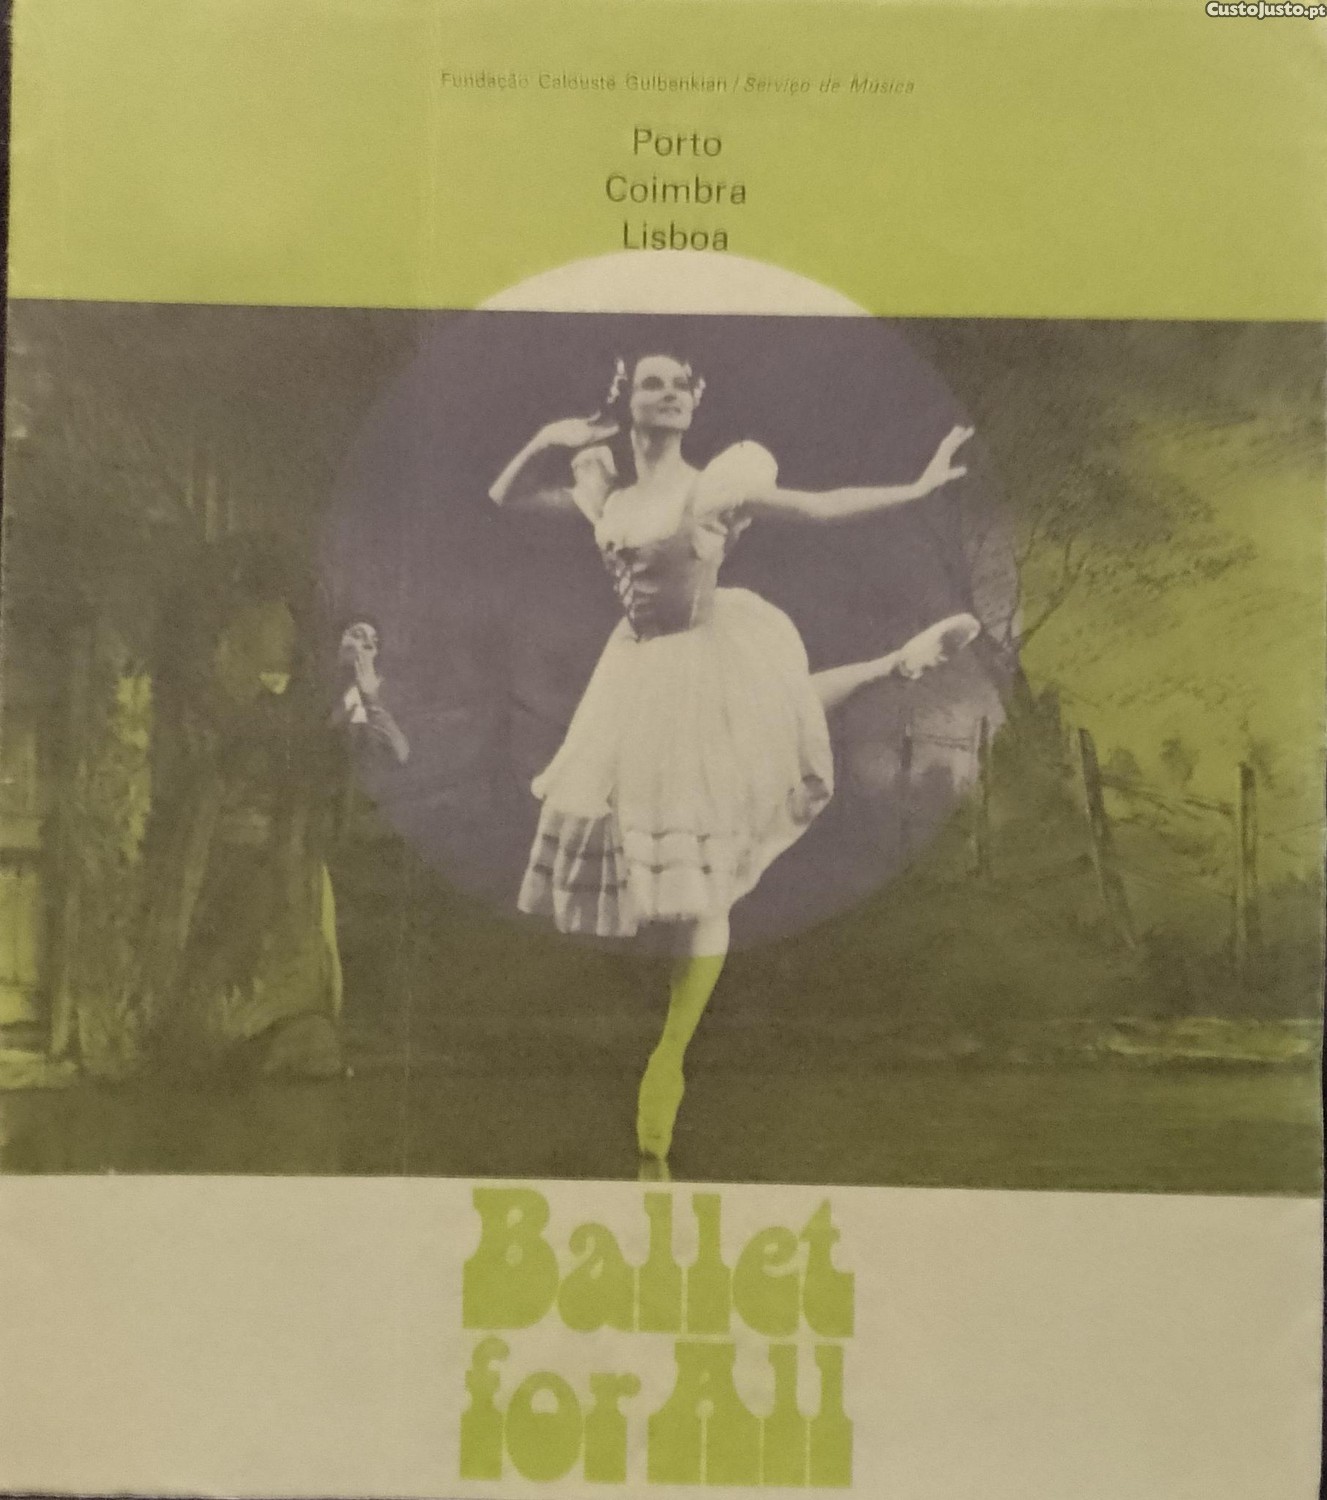 CustoJusto.pt
Fundação Calouste Gulbenkian / Serviço de Música
Porto
Coimbra
Lisboa
Ballet
for All